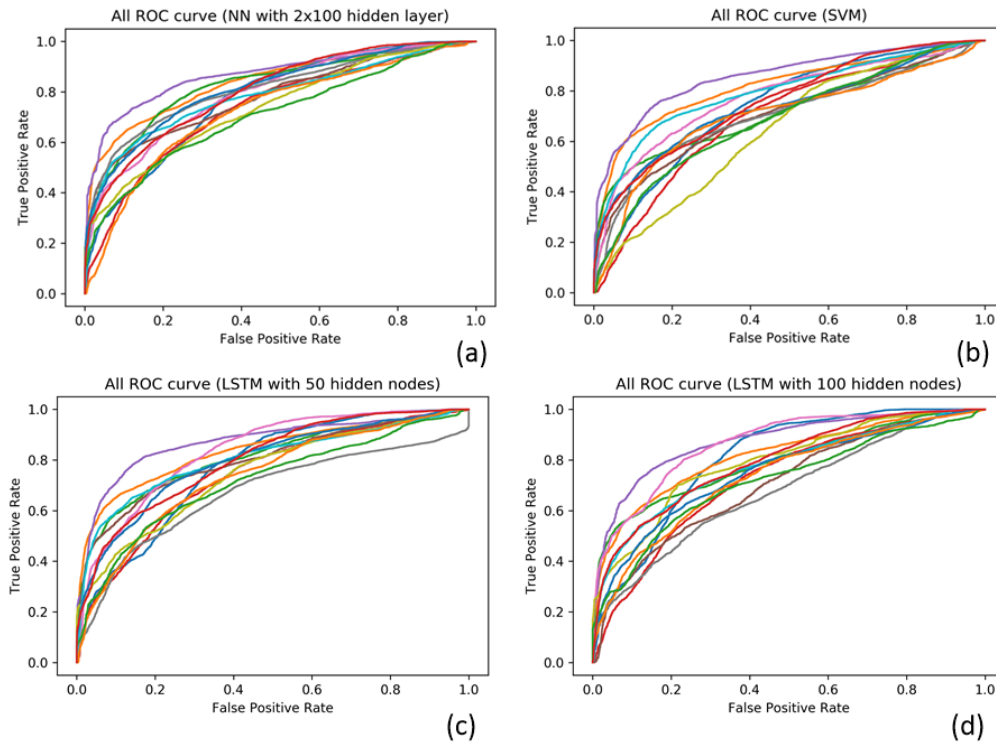 All ROC curve (NN with 2x100 hidden layer)
True Positive Rate
1.0
0.8
0.6
0.4
0.2
0.0
0.0 0.2 0.4 0.6 0.8 1.0
False Positive Rate
(a)
All ROC curve (SVM)
True Positive Rate
1.0
0.8
0.6
0.4
0.2
0.0
0.0 0.2 0.4 0.6 0.8 1.0
False Positive Rate
(b)
All ROC curve (LSTM with 50 hidden nodes)
True Positive Rate
1.0
0.8
0.6
0.4
0.2
0.0
0.0 0.2 0.4 0.6 0.8 1.0
False Positive Rate
(c)
All ROC curve (LSTM with 100 hidden nodes)
True Positive Rate
1.0
0.8
0.6
0.4
0.2
0.0
0.0 0.2 0.4 0.6 0.8 1.0
False Positive Rate
(d)